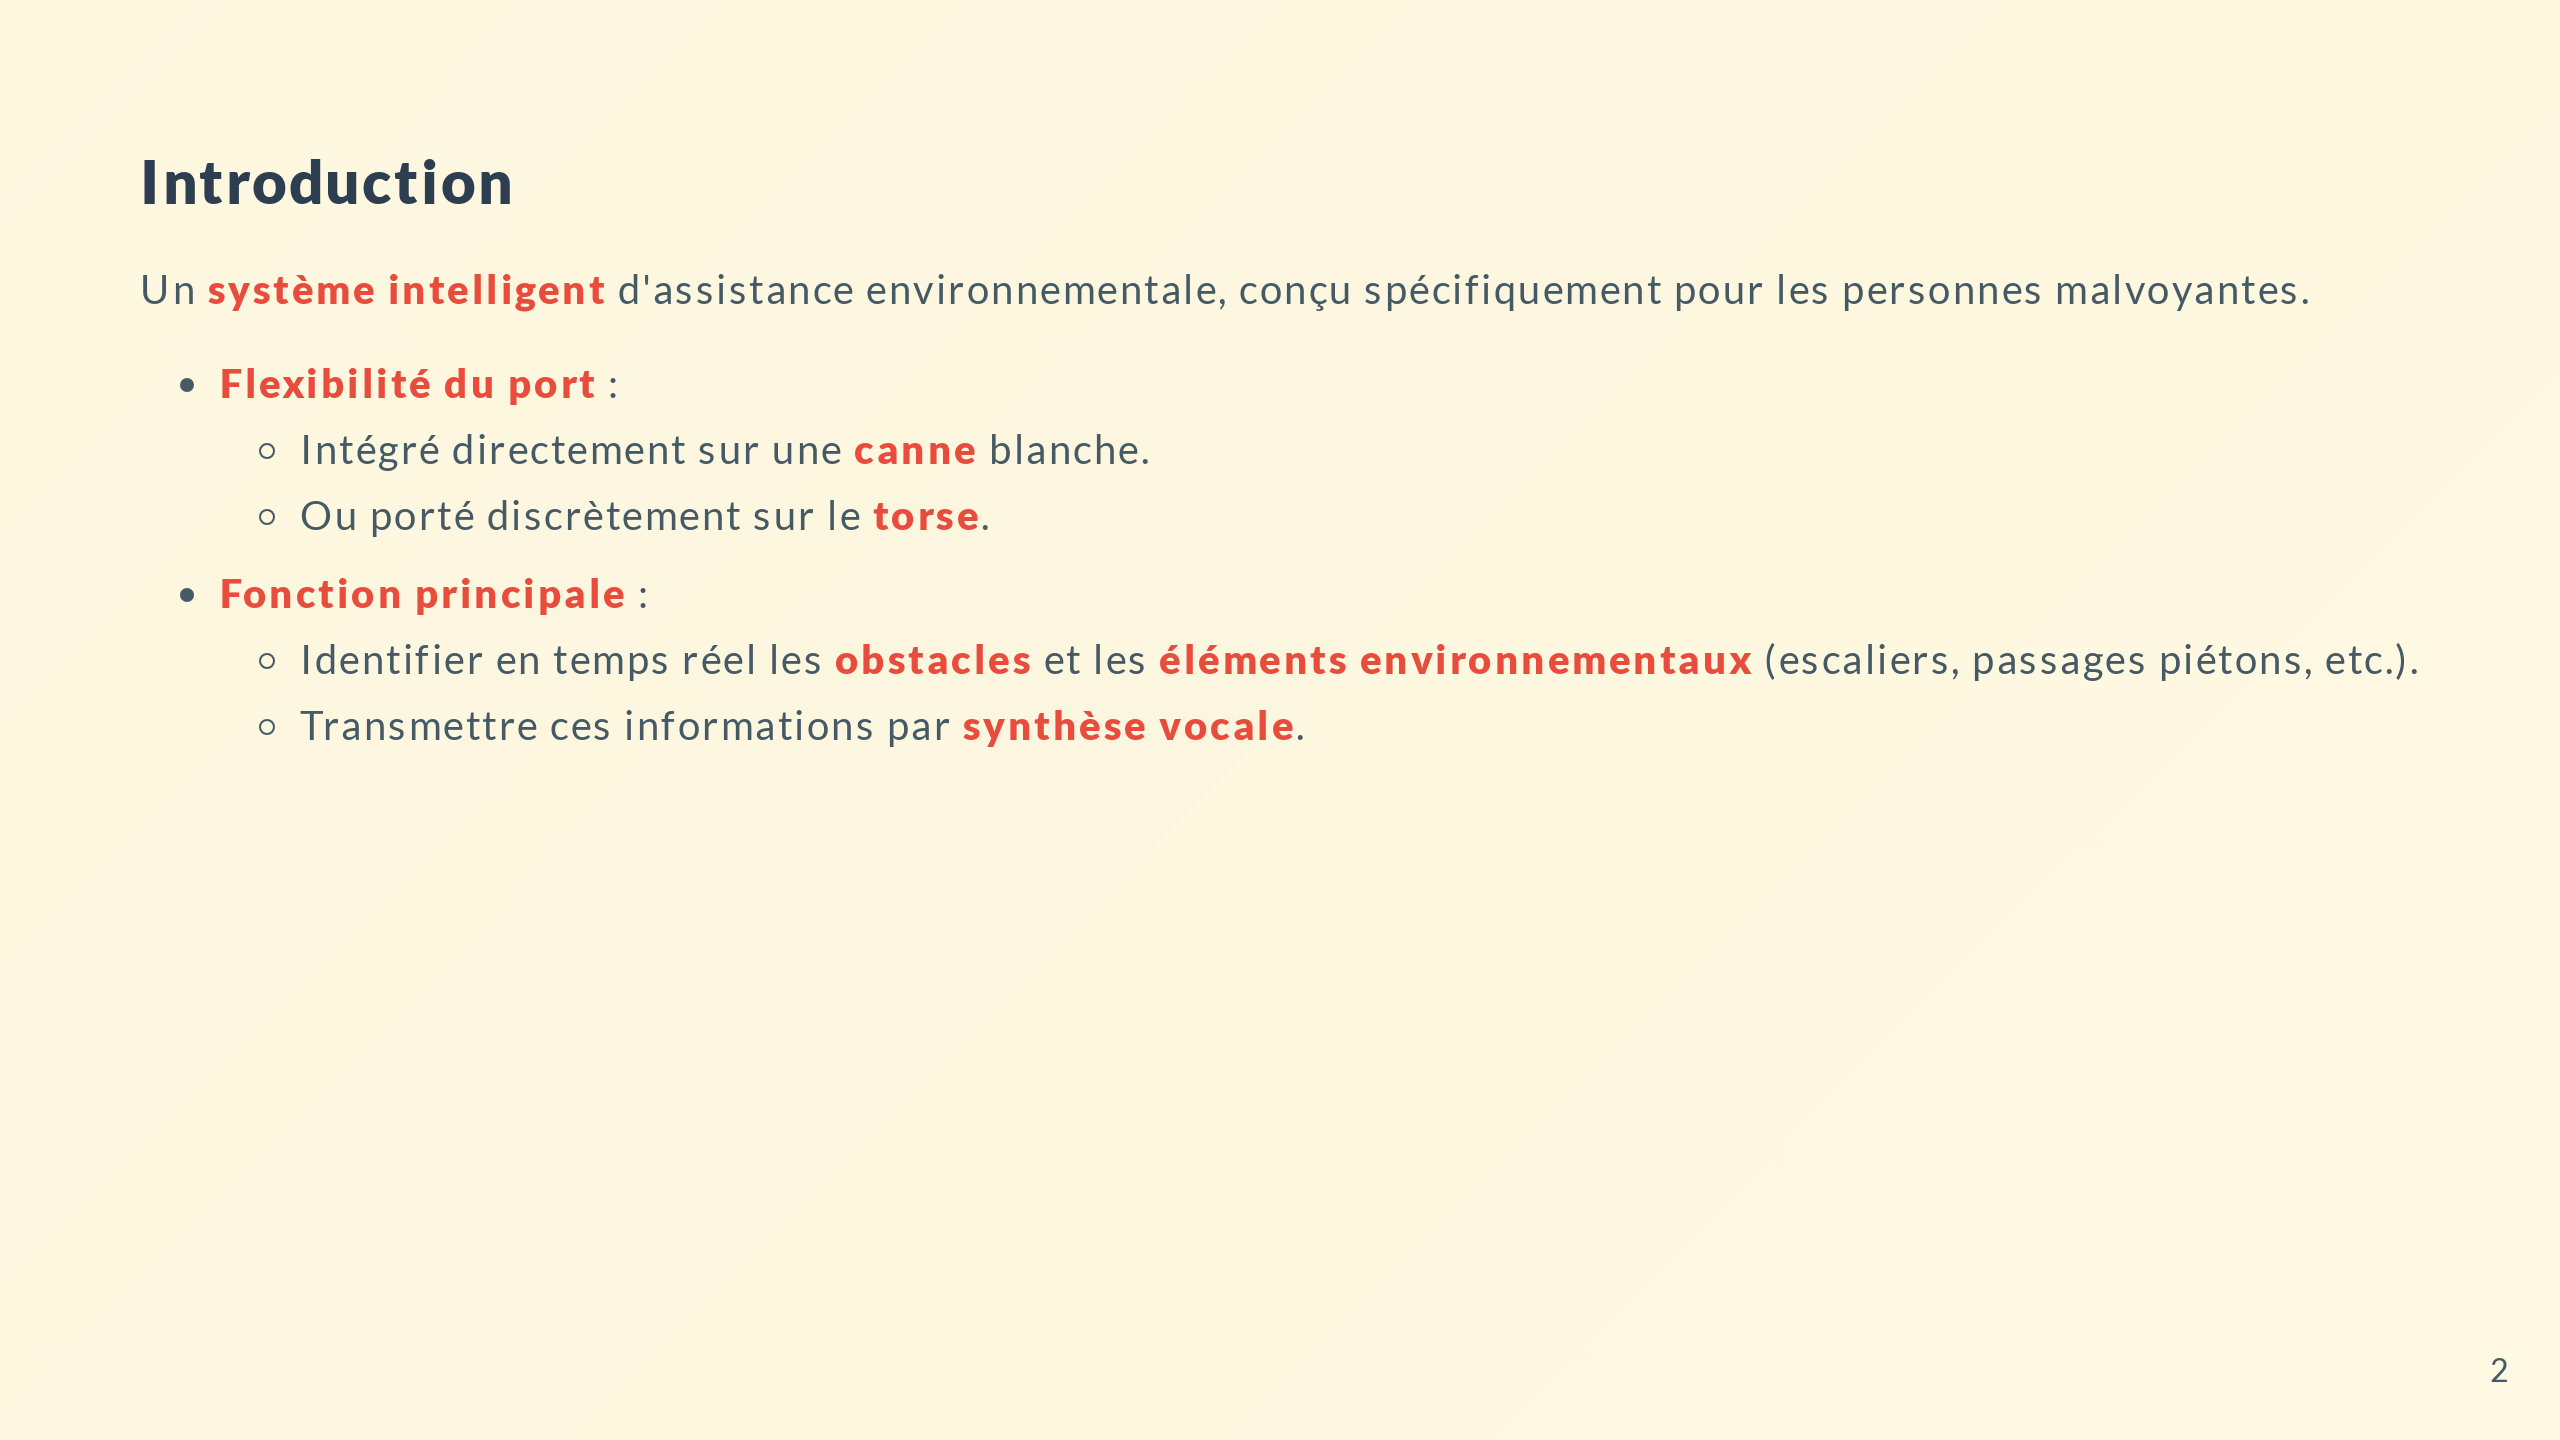 Introduction
Un système intelligent d'assistance environnementale, conçu spécifiquement pour les personnes malvoyantes.
Flexibilité du port :
Intégré directement sur une canne blanche.
Ou porté discrètement sur le torse.
Fonction principale :
Identifier en temps réel les obstacles et les éléments environnementaux (escaliers, passages piétons, etc.).
Transmettre ces informations par synthèse vocale.
2